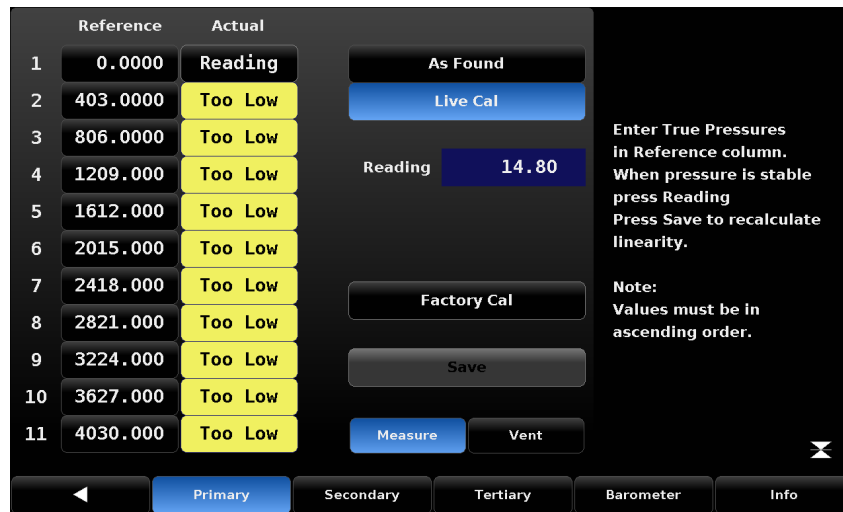 Reference Actual
1 0.0000 Reading
2 403.0000 Too Low
3 806.0000 Too Low
4 1209.000 Too Low
5 1612.000 Too Low
6 2015.000 Too Low
7 2418.000 Too Low
8 2821.000 Too Low
9 3224.000 Too Low
10 3627.000 Too Low
11 4030.000 Too Low
As Found
Live Cal
Reading 14.80
Factory Cal
Save
Measure Vent
Enter True Pressures
in Reference column.
When pressure is stable
press Reading
Press Save to recalculate
linearity.
Note:
Values must be in
ascending order.
Primary Secondary Tertiary Barometer Info